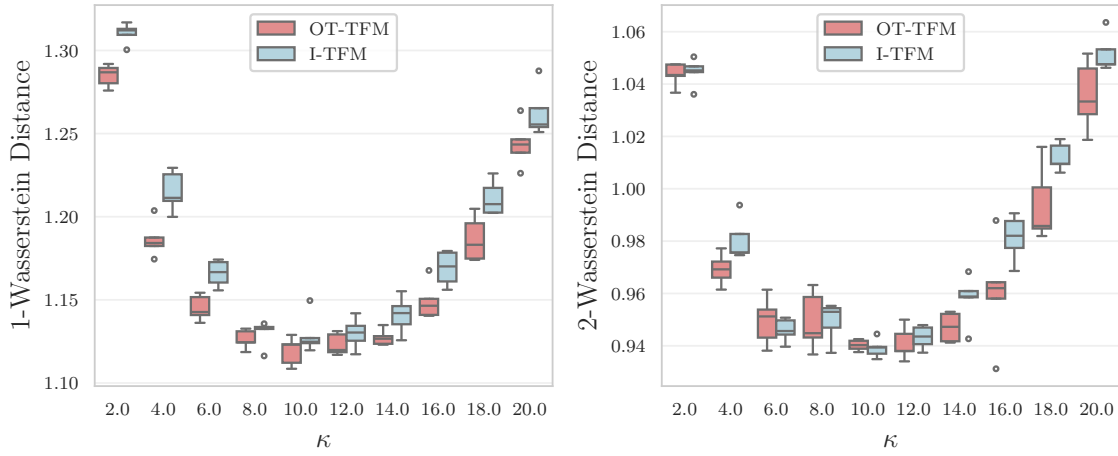 OT-TFM
I-TFM
1.30
1.25
1.20
1.15
1.10
1-Wasserstein Distance
2.0 4.0 6.0 8.0 10.0 12.0 14.0 16.0 18.0 20.0
κ
OT-TFM
I-TFM
1.06
1.04
1.02
1.00
0.98
0.96
0.94
2-Wasserstein Distance
2.0 4.0 6.0 8.0 10.0 12.0 14.0 16.0 18.0 20.0
κ